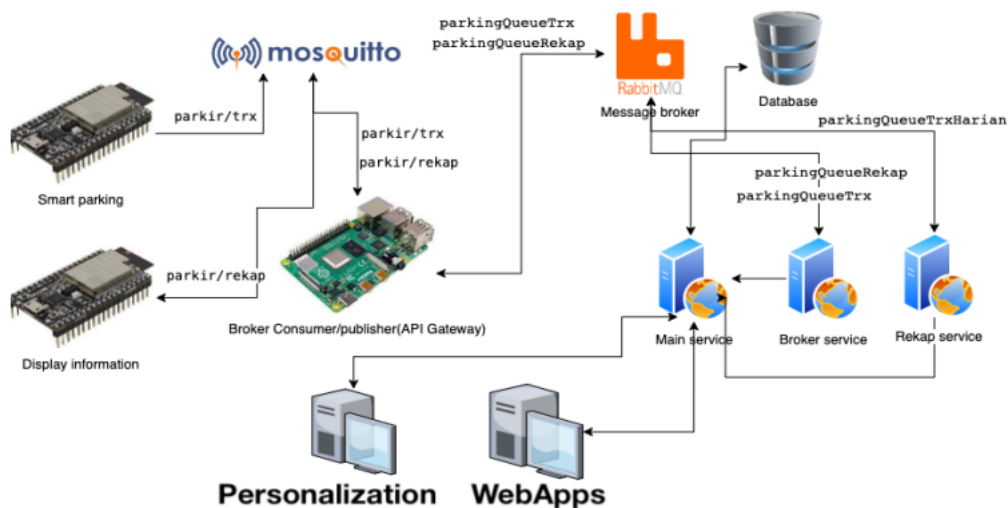 mosquitto
parkingQueueTrx
parkingQueueRekap
RabbitMQ
Message broker
Database
parkir/trx
parkir/trx
parkir/rekap
parkingQueueTrxHarian
Smart parking
parkingQueueRekap
parkingQueueTrx
parkir/rekap
Broker Consumer/publisher(API Gateway)
Main service
Broker service
Rekap service
Display information
Personalization
WebApps